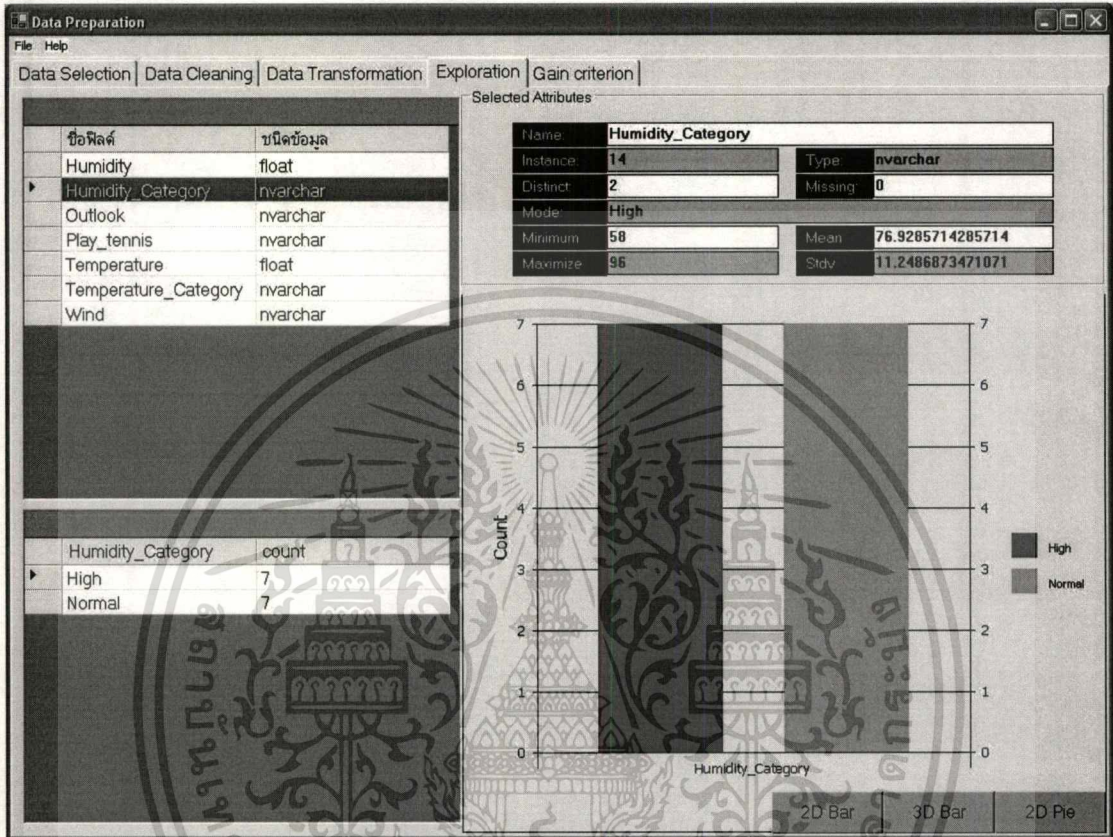 Data Preparation
File Help
Data Selection Data Cleaning Data Transformation Exploration Gain criterion
ชื่อฟิลด์ ชนิดข้อมูล
Humidity float
Humidity_Category nvarchar
Outlook nvarchar
Play_tennis nvarchar
Temperature float
Temperature_Category nvarchar
Wind nvarchar
Humidity_Category count
High 7
Normal 7
Selected Attributes
Name: Humidity_Category
Instance: 14 Type: nvarchar
Distinct: 2 Missing: 0
Mode: High
Minimum 58 Mean 76.9285714285714
Maximize 96 Stdv 11.2486873471071
7 7
6 6
5 5
4 4
3 3
2 2
1 1
0 0
Count
Humidity_Category
High
Normal
2D Bar 3D Bar 2D Pie